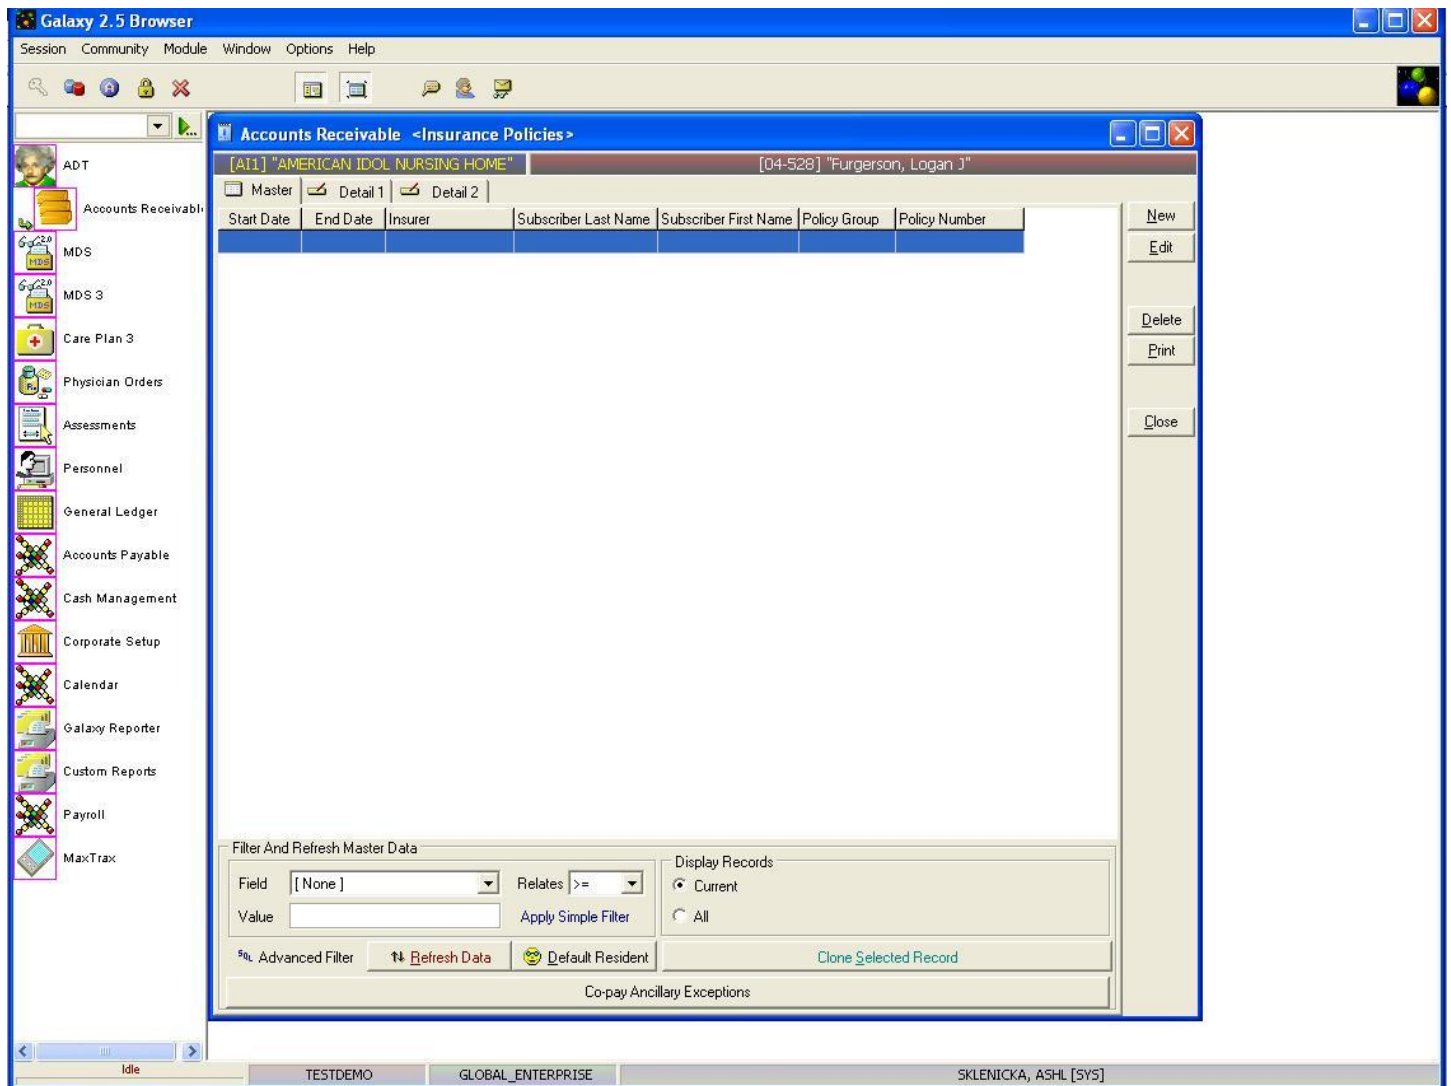 Galaxy 2.5 Browser
Session Community Module Window Options Help
Accounts Receivable <Insurance Policies>
[AI1] "AMERICAN IDOL NURSING HOME" [04-528] "Furgerson, Logan J"
Master Detail 1 Detail 2
Start Date End Date Insurer Subscriber Last Name Subscriber First Name Policy Group Policy Number
New
Edit
Delete
Print
Close
ADT
Accounts Receivabl
MDS
MDS 3
Care Plan 3
Physician Orders
Assessments
Personnel
General Ledger
Accounts Payable
Cash Management
Corporate Setup
Calendar
Galaxy Reporter
Custom Reports
Payroll
MaxTrax
Filter And Refresh Master Data
Field [ None ] Relates >=
Value Apply Simple Filter
Display Records
Current
All
SQL Advanced Filter Refresh Data Default Resident Clone Selected Record
Co-pay Ancillary Exceptions
Idle TESTDEMO GLOBAL_ENTERPRISE SKLENICKA, ASHL [SYS]